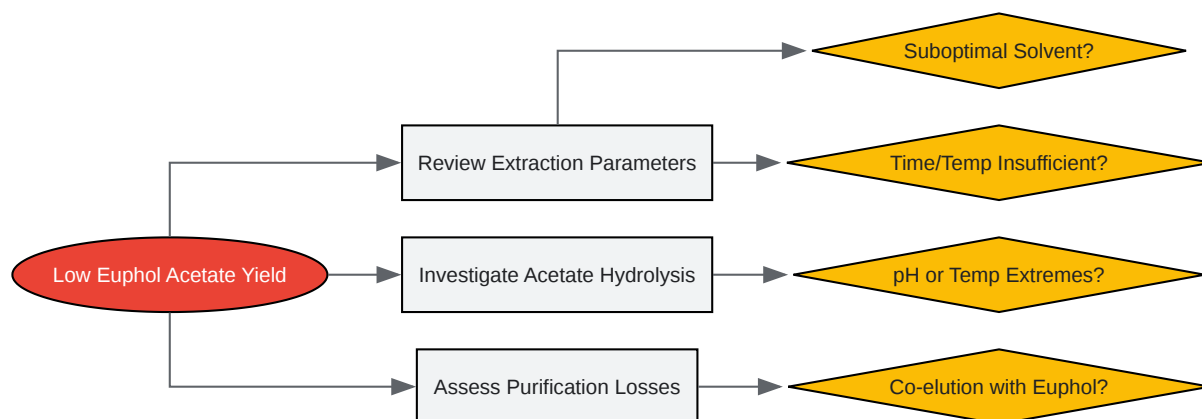 Suboptimal Solvent?
Review Extraction Parameters
Time/Temp Insufficient?
Low Euphol Acetate Yield
Investigate Acetate Hydrolysis
pH or Temp Extremes?
Assess Purification Losses
Co-elution with Euphol?